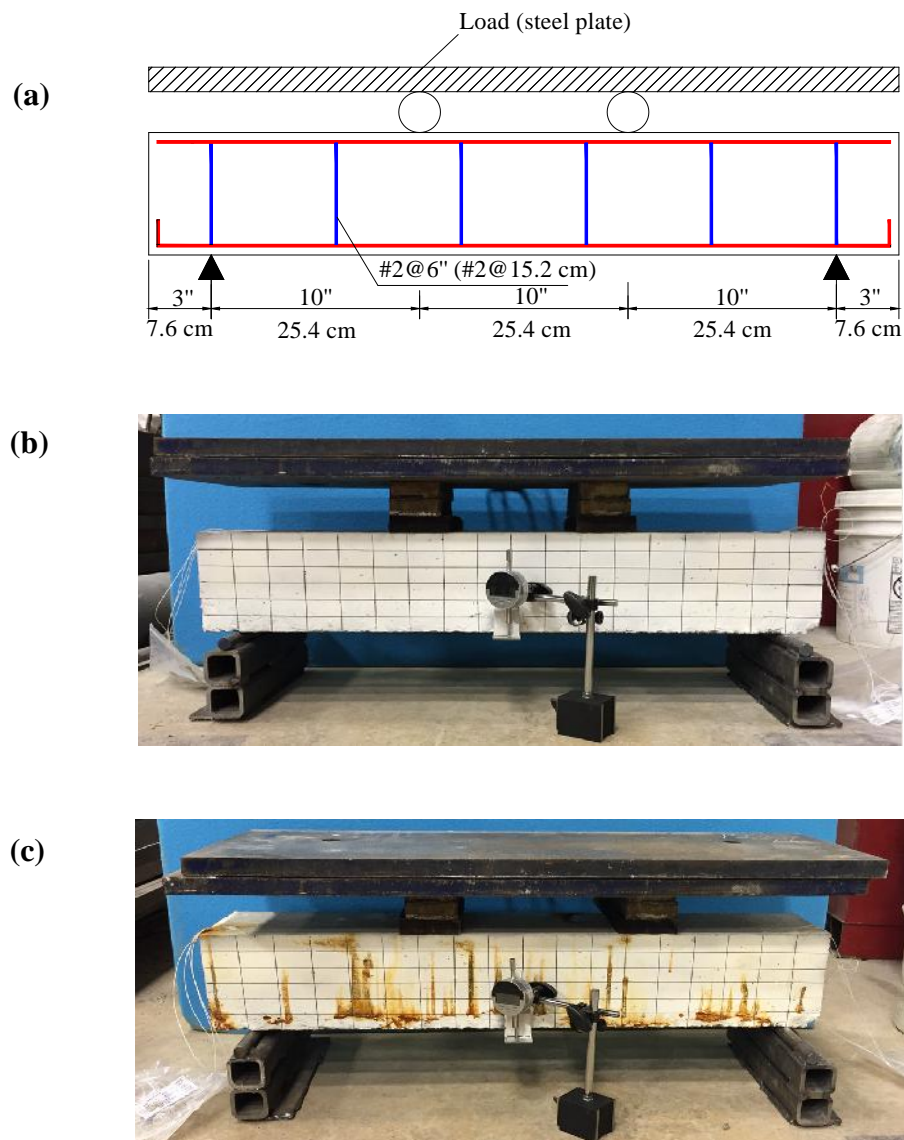 Load (steel plate)
(a)
#2@6" (#2@15.2 cm)
3" 10" 10" 10" 3"
7.6 cm 25.4 cm 25.4 cm 25.4 cm 7.6 cm
(b)
(c)